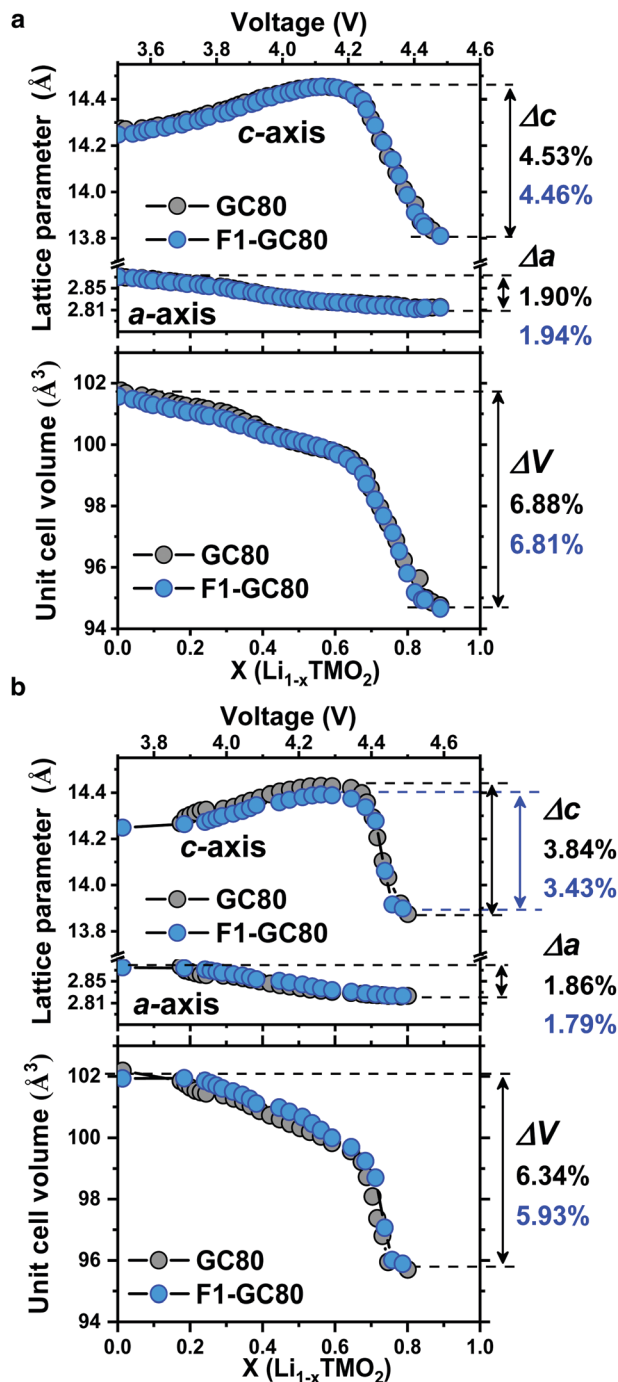 a
Voltage (V)
3.6 3.8 4.0 4.2 4.4 4.6
Lattice parameter (Å)
14.4
14.2
14.0
13.8
2.85
2.81
c-axis
GC80
F1-GC80
a-axis
Δc
4.53%
4.46%
Δa
1.90%
1.94%
Unit cell volume (Å³)
102
100
98
96
94
GC80
F1-GC80
ΔV
6.88%
6.81%
0.0 0.2 0.4 0.6 0.8 1.0
X (Li₁₋ₓTMO₂)
b
Voltage (V)
3.8 4.0 4.2 4.4 4.6
Lattice parameter (Å)
14.4
14.2
14.0
13.8
2.85
2.81
c-axis
GC80
F1-GC80
a-axis
Δc
3.84%
3.43%
Δa
1.86%
1.79%
Unit cell volume (Å³)
102
100
98
96
94
GC80
F1-GC80
ΔV
6.34%
5.93%
0.0 0.2 0.4 0.6 0.8 1.0
X (Li₁₋ₓTMO₂)